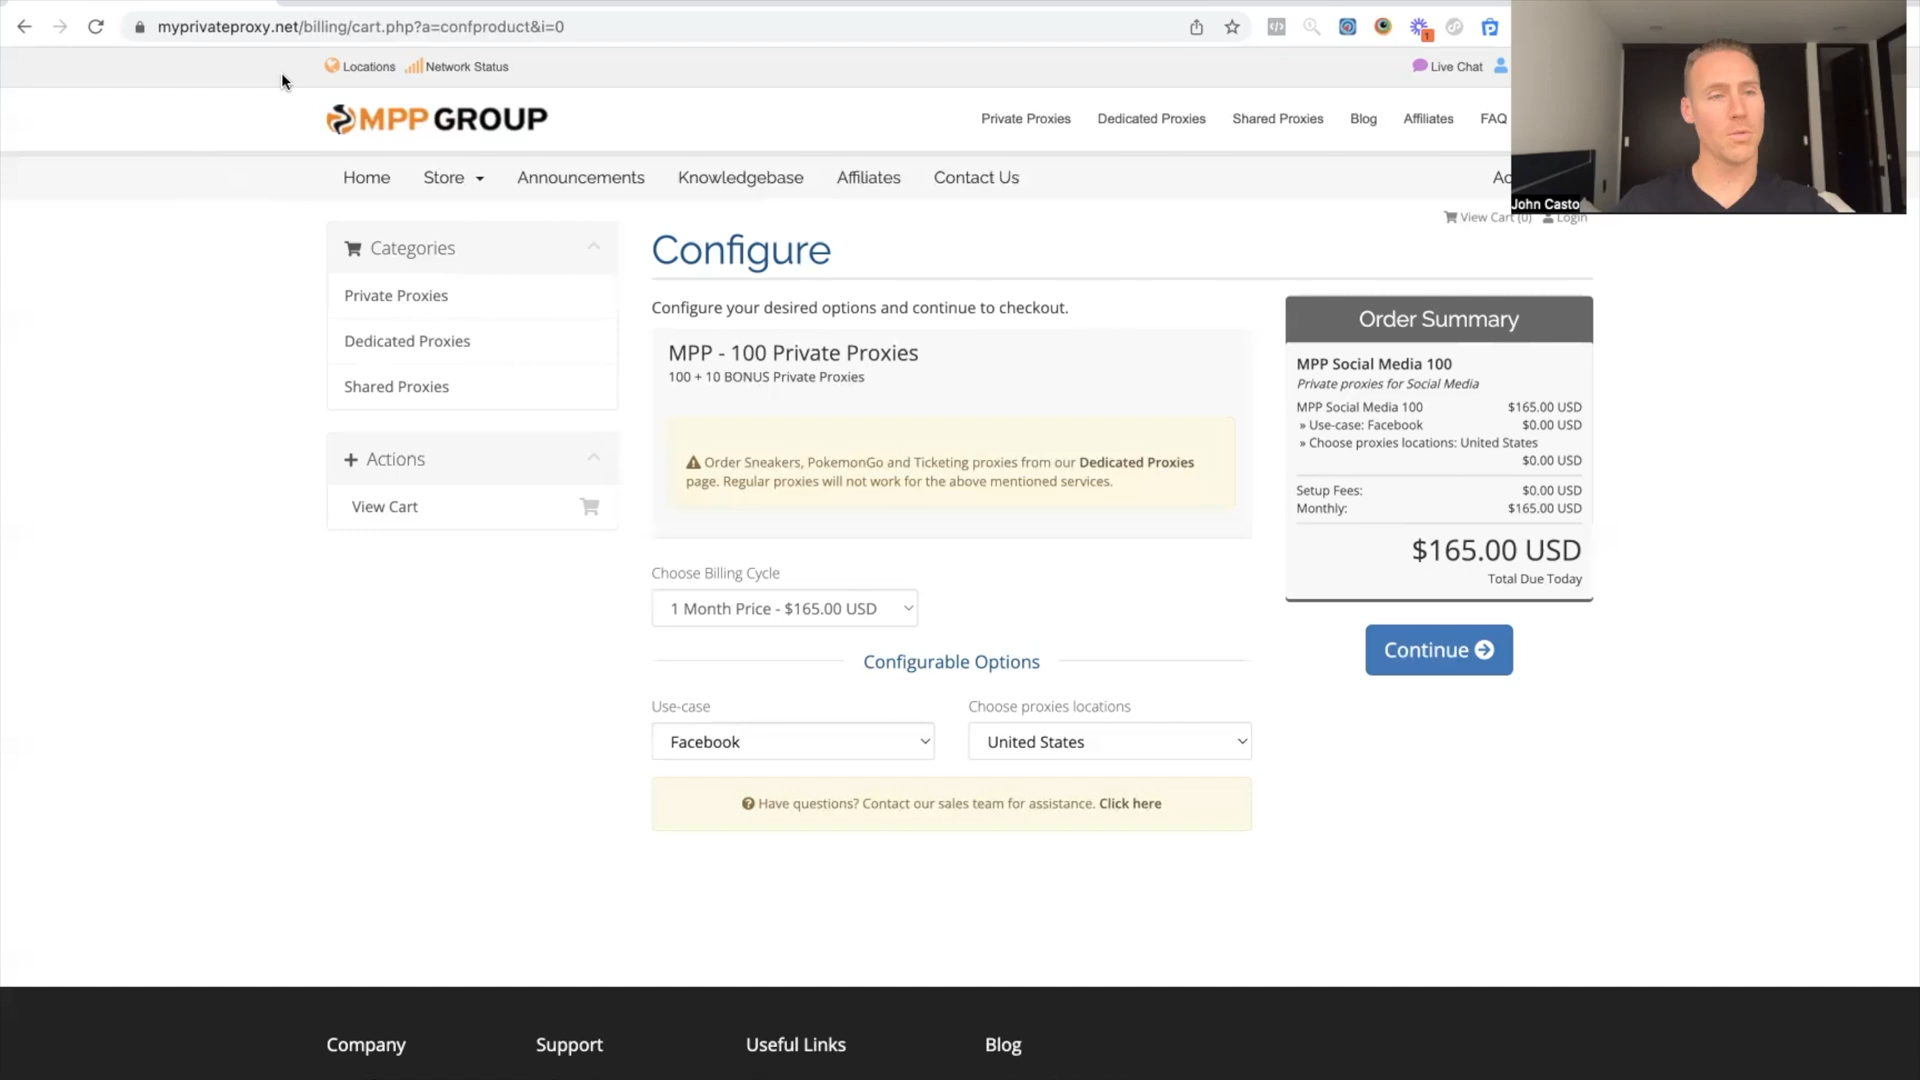 myprivateproxy.net/billing/cart.php?a=confproduct&i=0
1
Locations
Network Status
Live Chat
MPP GROUP
Private Proxies
Dedicated Proxies
Shared Proxies
Blog
Affiliates
FAQ
Home
Store
Announcements
Knowledgebase
Affiliates
Contact Us
John Casto
View Cart (0)
Login
Categories
Private Proxies
Dedicated Proxies
Shared Proxies
Actions
View Cart
Configure
Configure your desired options and continue to checkout.
MPP - 100 Private Proxies
100 + 10 BONUS Private Proxies
Order Sneakers, PokemonGo and Ticketing proxies from our Dedicated Proxies
page. Regular proxies will not work for the above mentioned services.
Choose Billing Cycle
1 Month Price - $165.00 USD
Configurable Options
Use-case
Facebook
Choose proxies locations
United States
Have questions? Contact our sales team for assistance. Click here
Order Summary
MPP Social Media 100
Private proxies for Social Media
MPP Social Media 100 $165.00 USD
» Use-case: Facebook $0.00 USD
» Choose proxies locations: United States
$0.00 USD
Setup Fees: $0.00 USD
Monthly: $165.00 USD
$165.00 USD
Total Due Today
Continue
Company
Support
Useful Links
Blog